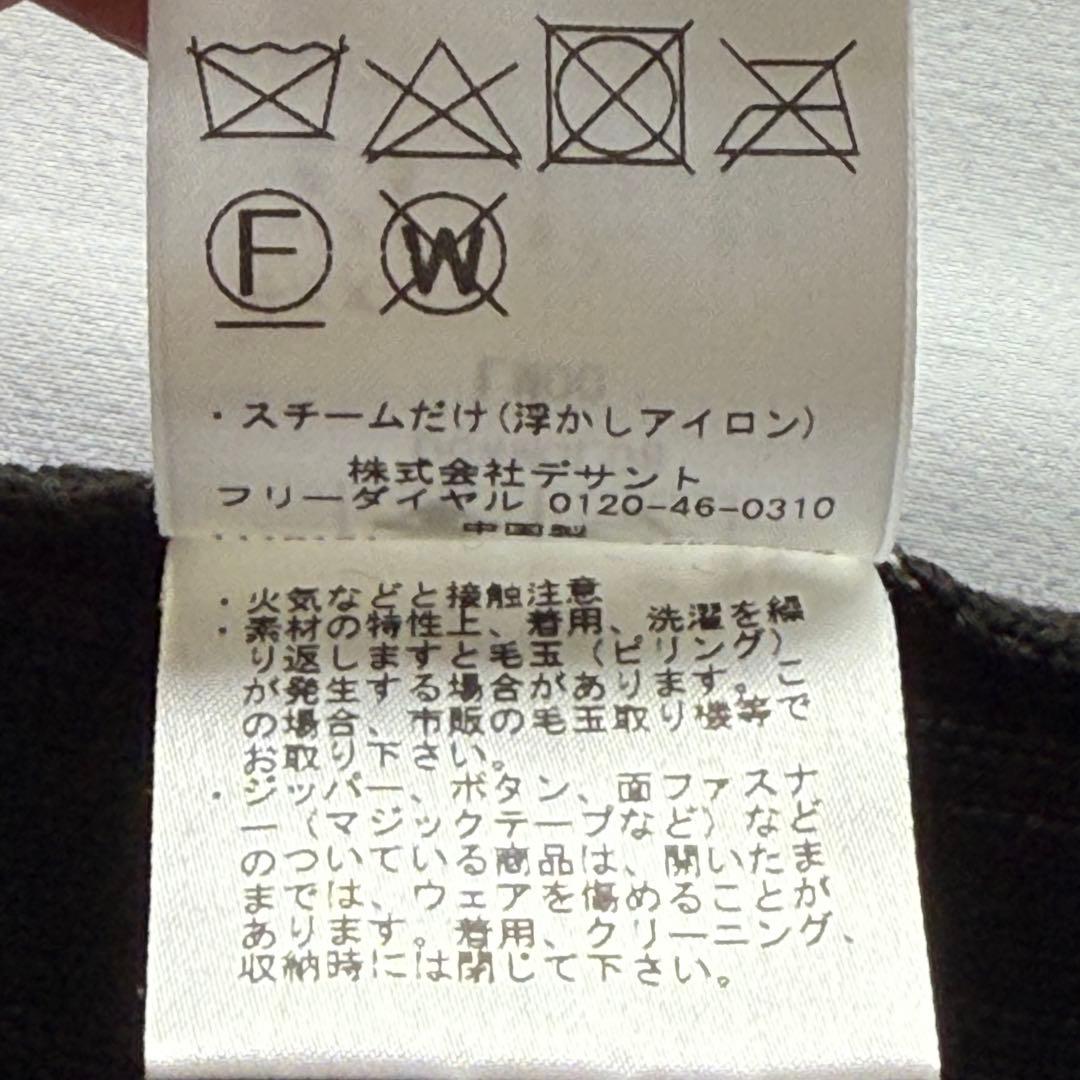 F W
・スチームだけ(浮かしアイロン)
株式会社デサント
フリーダイヤル 0120-46-0310
中国製
・火気などと接触注意
・素材の特性上、着用、洗濯を繰
り返しますと毛玉(ピリング)
が発生する場合があります。こ
の場合、市販の毛玉取り機等で
お取り下さい。
・ジッパー、ボタン、面ファスナ
ー(マジックテープなど)など
のついている商品は、開いたま
までは、ウェアを傷めることが
あります。着用、クリーニング、
収納時には閉じて下さい。